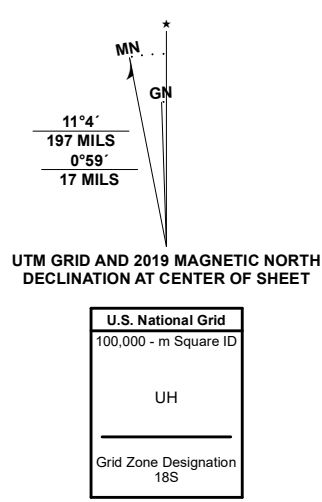 MN
GN
11°4´
197 MILS
0°59´
17 MILS
UTM GRID AND 2019 MAGNETIC NORTH
DECLINATION AT CENTER OF SHEET
U.S. National Grid
100,000 - m Square ID
UH
Grid Zone Designation
18S